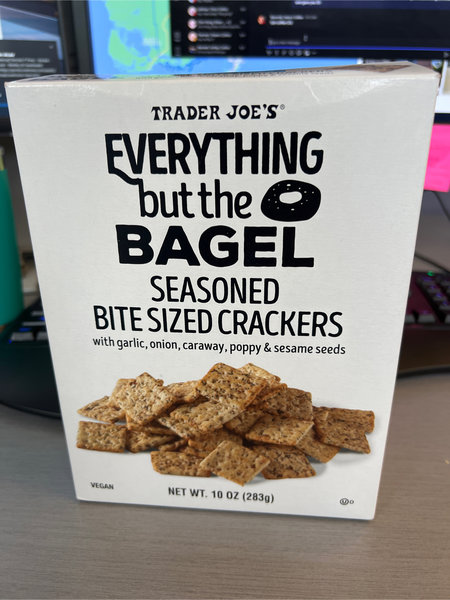 TRADER JOE'S®
EVERYTHING
but the
BAGEL
SEASONED
BITE SIZED CRACKERS
with garlic, onion, caraway, poppy & sesame seeds
VEGAN
NET WT. 10 OZ (283g)
Ⓤ D